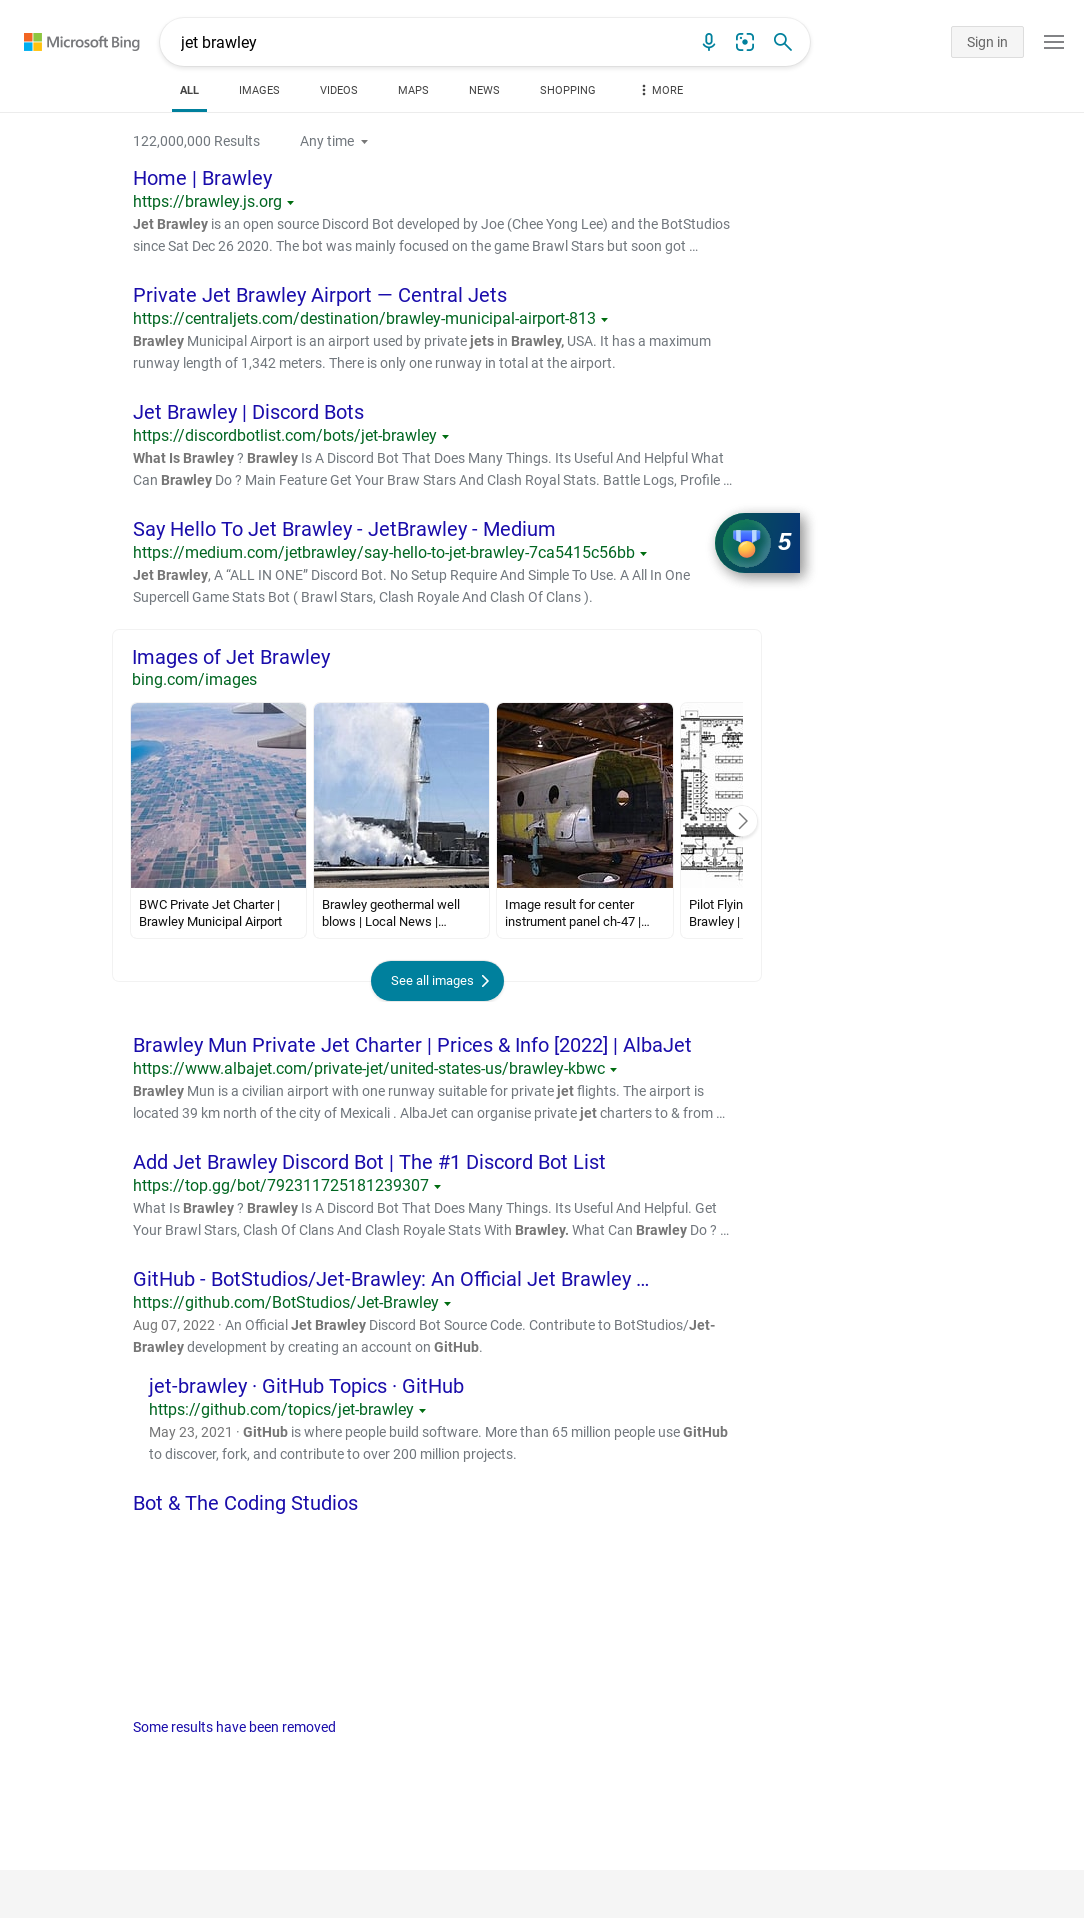 Microsoft Bing
jet brawley
Sign in
ALL IMAGES VIDEOS MAPS NEWS SHOPPING MORE
122,000,000 Results Any time
Home | Brawley
https://brawley.js.org
Jet Brawley is an open source Discord Bot developed by Joe (Chee Yong Lee) and the BotStudios
since Sat Dec 26 2020. The bot was mainly focused on the game Brawl Stars but soon got …
Private Jet Brawley Airport — Central Jets
https://centraljets.com/destination/brawley-municipal-airport-813
Brawley Municipal Airport is an airport used by private jets in Brawley, USA. It has a maximum
runway length of 1,342 meters. There is only one runway in total at the airport.
Jet Brawley | Discord Bots
https://discordbotlist.com/bots/jet-brawley
What Is Brawley ? Brawley Is A Discord Bot That Does Many Things. Its Useful And Helpful What
Can Brawley Do ? Main Feature Get Your Braw Stars And Clash Royal Stats. Battle Logs, Profile …
Say Hello To Jet Brawley - JetBrawley - Medium
https://medium.com/jetbrawley/say-hello-to-jet-brawley-7ca5415c56bb
Jet Brawley, A “ALL IN ONE” Discord Bot. No Setup Require And Simple To Use. A All In One
Supercell Game Stats Bot ( Brawl Stars, Clash Royale And Clash Of Clans ).
5
Images of Jet Brawley
bing.com/images
BWC Private Jet Charter |
Brawley Municipal Airport
Brawley geothermal well
blows | Local News |…
Image result for center
instrument panel ch-47 |…
Pilot Flyin
Brawley |
See all images
Brawley Mun Private Jet Charter | Prices & Info [2022] | AlbaJet
https://www.albajet.com/private-jet/united-states-us/brawley-kbwc
Brawley Mun is a civilian airport with one runway suitable for private jet flights. The airport is
located 39 km north of the city of Mexicali . AlbaJet can organise private jet charters to & from …
Add Jet Brawley Discord Bot | The #1 Discord Bot List
https://top.gg/bot/792311725181239307
What Is Brawley ? Brawley Is A Discord Bot That Does Many Things. Its Useful And Helpful. Get
Your Brawl Stars, Clash Of Clans And Clash Royale Stats With Brawley. What Can Brawley Do ? …
GitHub - BotStudios/Jet-Brawley: An Official Jet Brawley …
https://github.com/BotStudios/Jet-Brawley
Aug 07, 2022 · An Official Jet Brawley Discord Bot Source Code. Contribute to BotStudios/Jet-
Brawley development by creating an account on GitHub.
jet-brawley · GitHub Topics · GitHub
https://github.com/topics/jet-brawley
May 23, 2021 · GitHub is where people build software. More than 65 million people use GitHub
to discover, fork, and contribute to over 200 million projects.
Bot & The Coding Studios
Some results have been removed